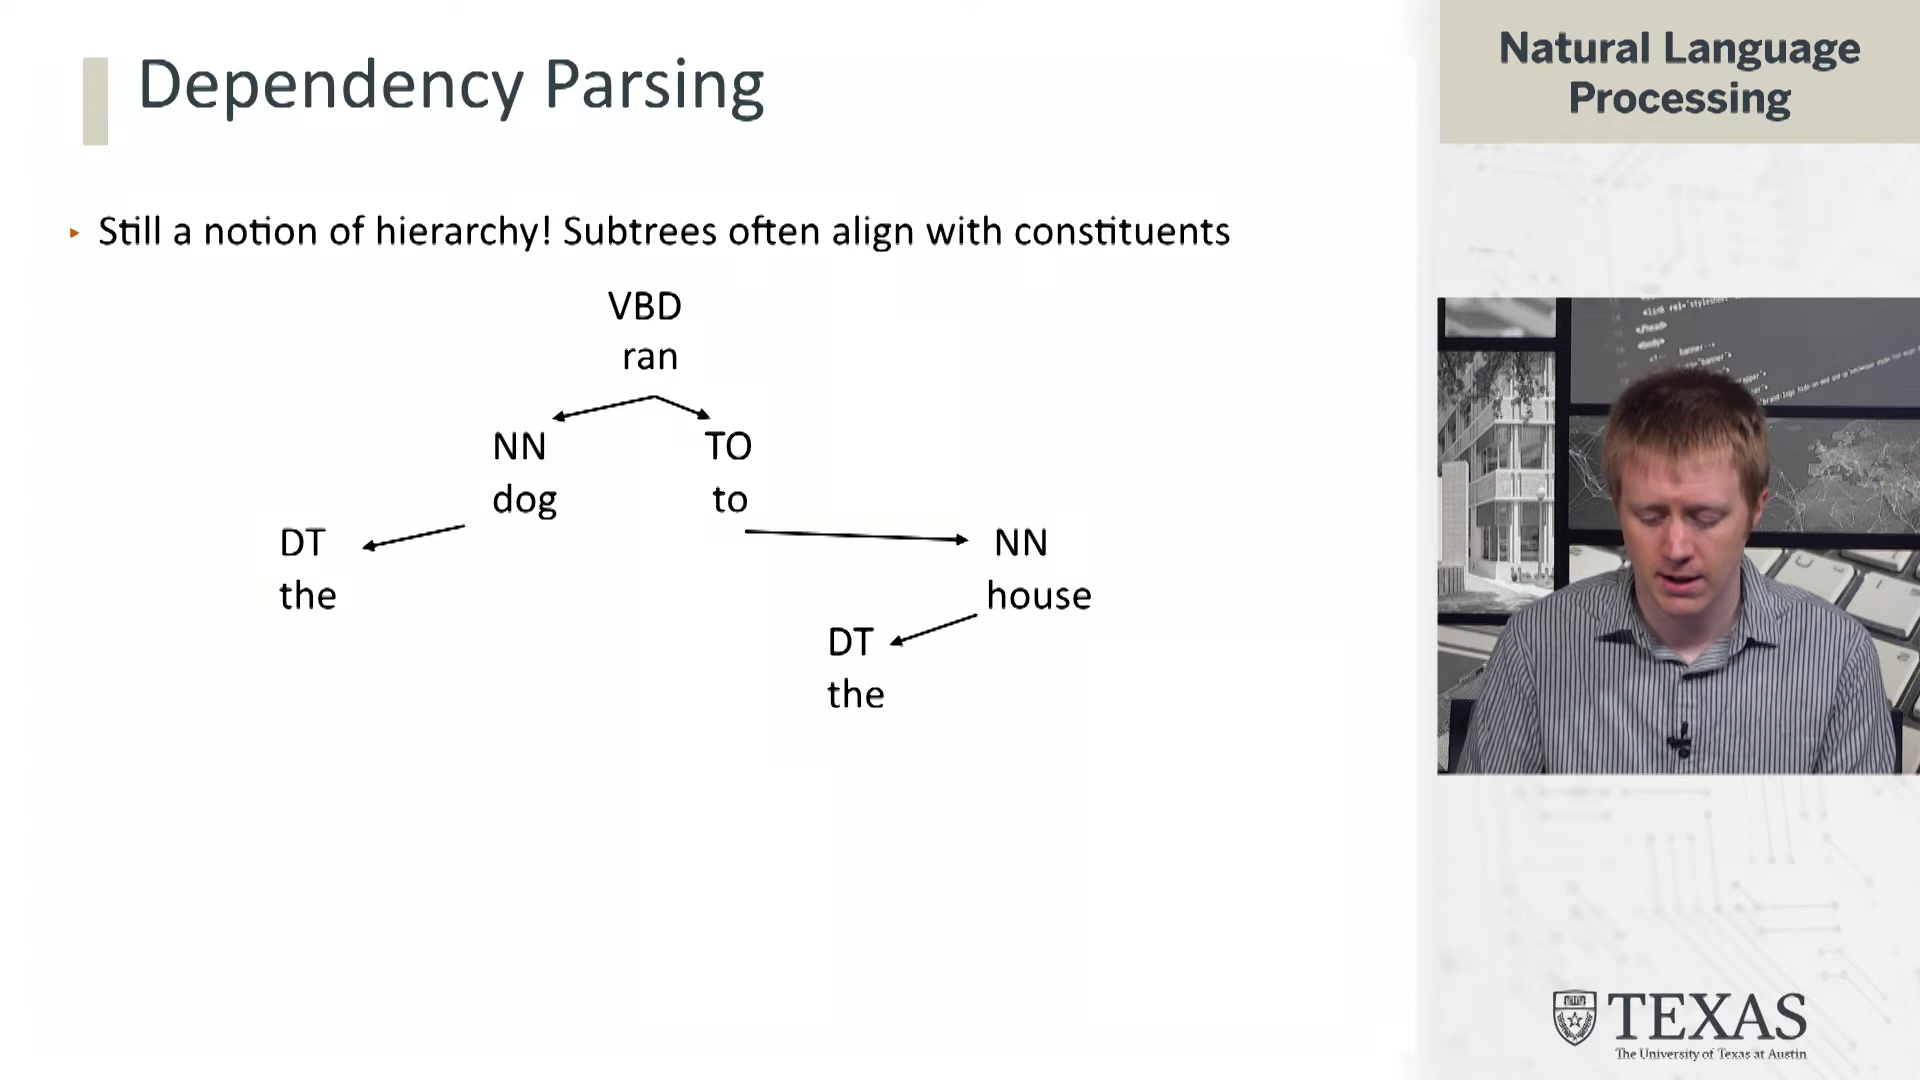 Dependency Parsing
Natural Language
Processing
▸ Still a notion of hierarchy! Subtrees often align with constituents
VBD
ran
NN
dog
TO
to
DT
the
NN
house
DT
the
TEXAS
The University of Texas at Austin